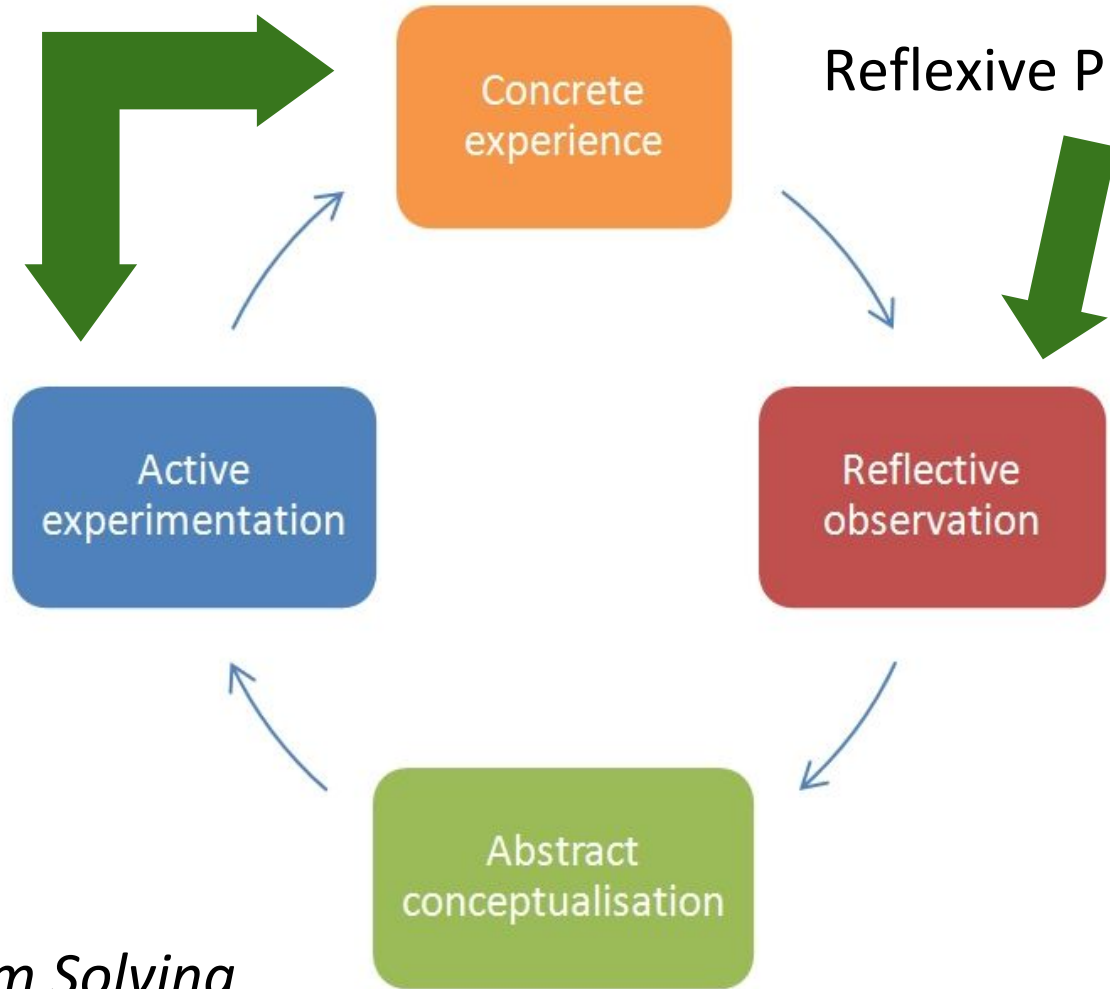 Concrete
experience
Reflexive P
Active
experimentation
Reflective
observation
Abstract
conceptualisation
m Solving